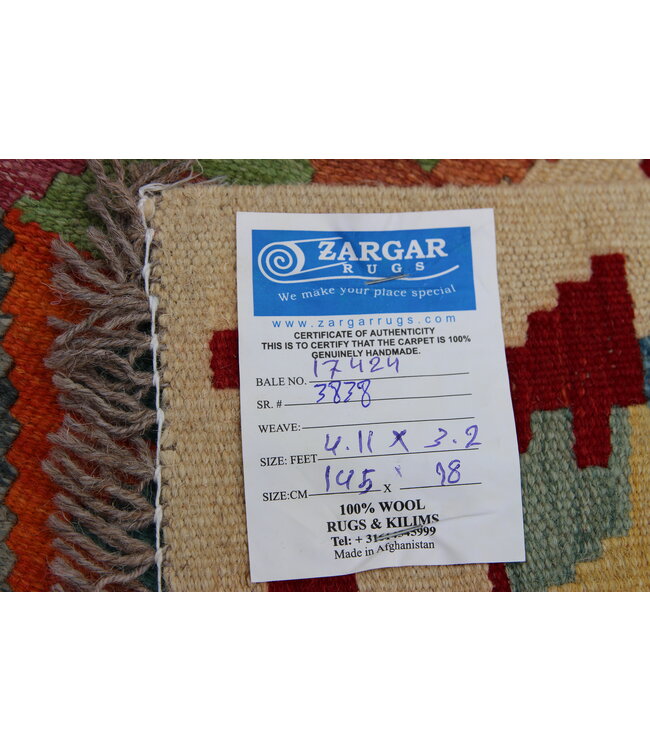 ZARGAR
RUGS
We make your place special
www.zargarrugs.com
CERTIFICATE OF AUTHENTICITY
THIS IS TO CERTIFY THAT THE CARPET IS 100%
GENUINELY HANDMADE.
BALE NO. 17424
SR. # 3838
WEAVE:
SIZE: FEET 4.11 x 3.2
SIZE:CM 145 x 98
100% WOOL
RUGS & KILIMS
Tel:
Made in Afghanistan